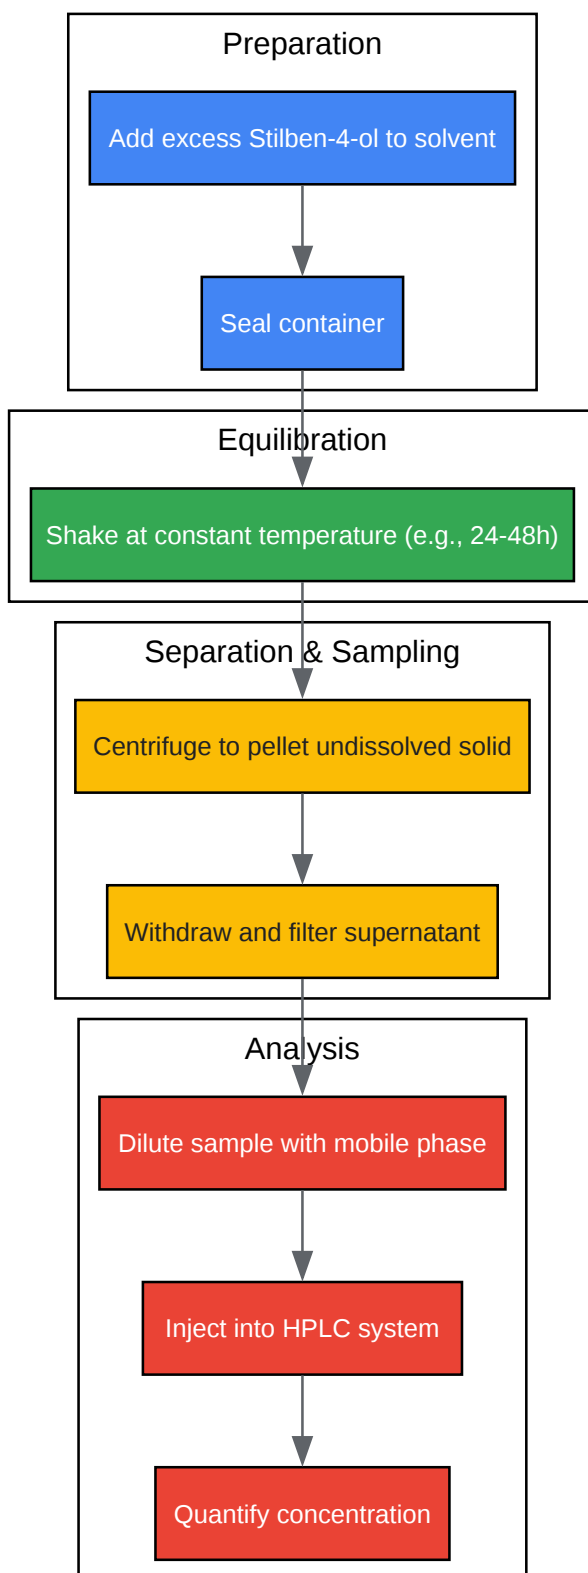 Preparation
Add excess Stilben-4-ol to solvent
Seal container
Equilibration
Shake at constant temperature (e.g., 24-48h)
Separation & Sampling
Centrifuge to pellet undissolved solid
Withdraw and filter supernatant
Analysis
Dilute sample with mobile phase
Inject into HPLC system
Quantify concentration